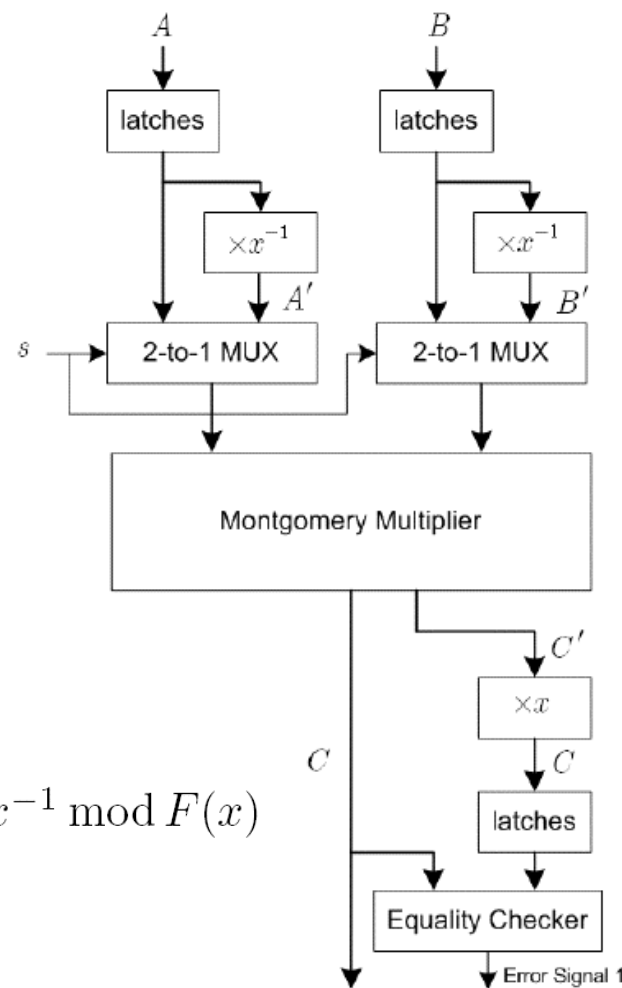 A B
latches latches
×x⁻¹ ×x⁻¹
A′ B′
s 2-to-1 MUX 2-to-1 MUX
Montgomery Multiplier
C′
×x
C C
x⁻¹ mod F(x)
latches
Equality Checker
Error Signal 1